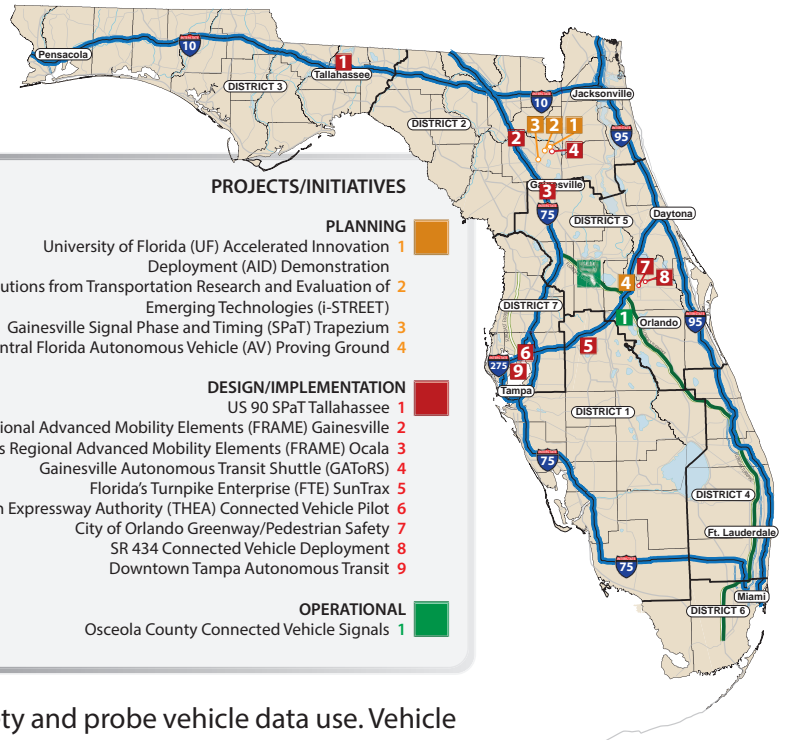 Pensacola
10
1
Tallahassee
DISTRICT 3
DISTRICT 2
10
Jacksonville
95
3 2 1
2
4
3
75
DISTRICT 5
Daytona
7
8
4
DISTRICT 7
1
Orlando
95
5
6
275
9
Tampa
DISTRICT 1
75
DISTRICT 4
Ft. Lauderdale
75
Miami
DISTRICT 6
PROJECTS/INITIATIVES
PLANNING
University of Florida (UF) Accelerated Innovation 1
Deployment (AID) Demonstration
from Transportation Research and Evaluation of 2
Emerging Technologies (i-STREET)
Gainesville Signal Phase and Timing (SPaT) Trapezium 3
Florida Autonomous Vehicle (AV) Proving Ground 4
DESIGN/IMPLEMENTATION
US 90 SPaT Tallahassee 1
Advanced Mobility Elements (FRAME) Gainesville 2
Regional Advanced Mobility Elements (FRAME) Ocala 3
Gainesville Autonomous Transit Shuttle (GAToRS) 4
Florida's Turnpike Enterprise (FTE) SunTrax 5
Expressway Authority (THEA) Connected Vehicle Pilot 6
City of Orlando Greenway/Pedestrian Safety 7
SR 434 Connected Vehicle Deployment 8
Downtown Tampa Autonomous Transit 9
OPERATIONAL
Osceola County Connected Vehicle Signals 1
and probe vehicle data use. Vehicle